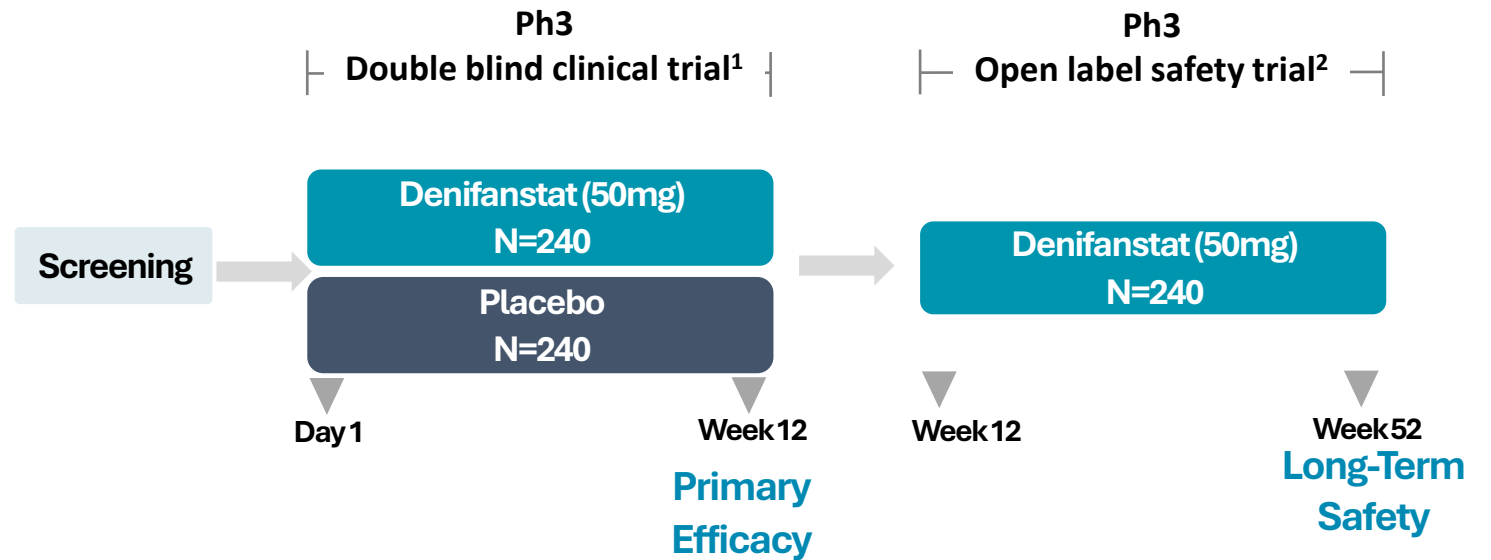 Ph3
Double blind clinical trial¹
Ph3
Open label safety trial²
Screening
Denifanstat (50mg)
N=240
Placebo
N=240
Denifanstat (50mg)
N=240
Day 1
Week 12
Primary
Efficacy
Week 12
Week 52
Long-Term
Safety